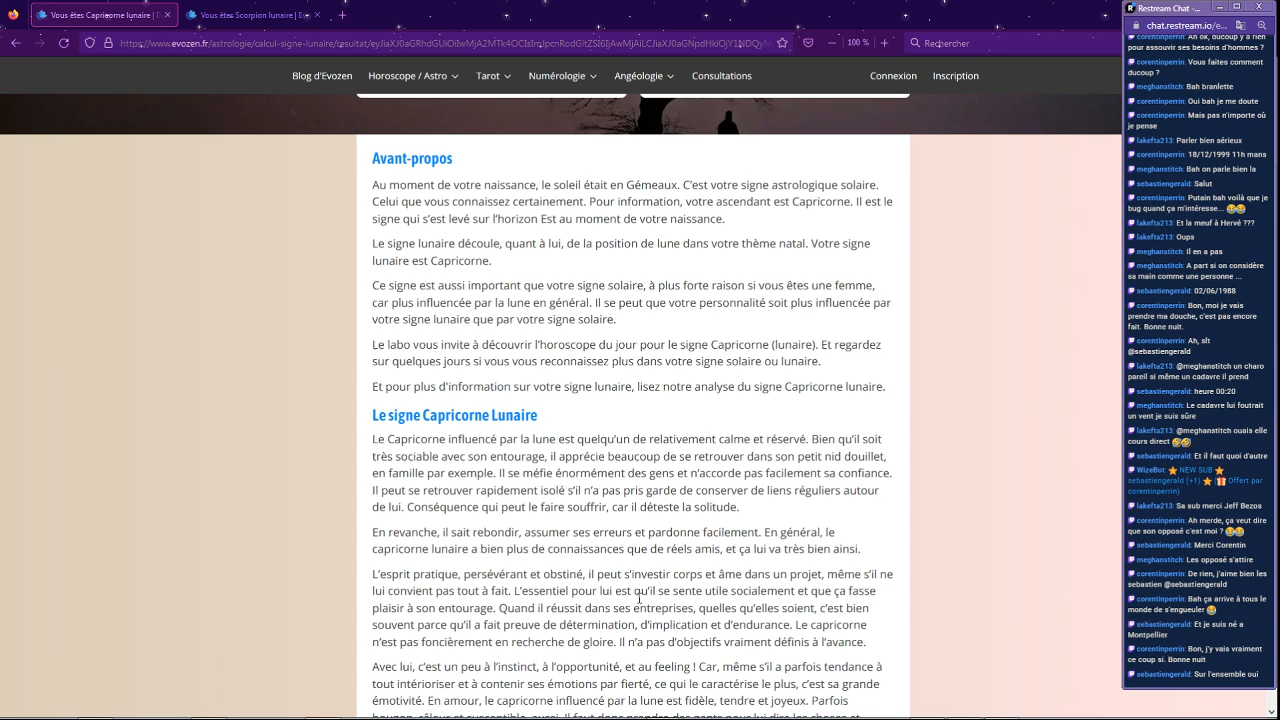 Vous êtes Capricorne lunaire | Ev
Vous êtes Scorpion lunaire | Evo
https://www.evozen.fr/astrologie/calcul-signe-lunaire/resultat/
100 %
Rechercher
Blog d'Evozen
Horoscope / Astro
Tarot
Numérologie
Angéologie
Consultations
Connexion
Inscription
Avant-propos
Au moment de votre naissance, le soleil était en Gémeaux. C'est votre signe astrologique solaire.
Celui que vous connaissez certainement. Pour information, votre ascendant est Capricorne. Il est le
signe qui s'est levé sur l'horizon Est au moment de votre naissance.
Le signe lunaire découle, quant à lui, de la position de lune dans votre thème natal. Votre signe
lunaire est Capricorne.
Ce signe est aussi important que votre signe solaire, à plus forte raison si vous êtes une femme,
car plus influencée par la lune en général. Il se peut que votre personnalité soit plus influencée par
votre signe lunaire que par votre signe solaire.
Le labo vous invite à découvrir l'horoscope du jour pour le signe Capricorne (lunaire). Et regardez
sur quelques jours si vous vous reconnaissez plus dans votre signe solaire ou lunaire.
Et pour plus d'information sur votre signe lunaire, lisez notre analyse du signe Capricorne lunaire.
Le signe Capricorne Lunaire
Le Capricorne influencé par la lune est quelqu'un de relativement calme et réservé. Bien qu'il soit
très sociable avec son entourage, il apprécie beaucoup de se retrouver dans son petit nid douillet,
en famille par exemple. Il se méfie énormément des gens et n'accorde pas facilement sa confiance.
Il peut se retrouver rapidement isolé s'il n'a pas pris garde de conserver de liens réguliers autour
de lui. Conséquence qui peut le faire souffrir, car il déteste la solitude.
En revanche, il sait rebondir, assumer ses erreurs et pardonne facilement. En général, le
capricorne lunaire a bien plus de connaissances que de réels amis, et ça lui va très bien ainsi.
L'esprit pratique, persévérant et obstiné, il peut s'investir corps et âme dans un projet, même s'il ne
lui convient pas tout à fait. L'essentiel pour lui est qu'il se sente utile socialement et que ça fasse
plaisir à son entourage. Quand il réussit dans ses entreprises, quelles qu'elles soient, c'est bien
souvent parce qu'il a fait preuve de détermination, d'implication et d'endurance. Le capricorne
n'est pas entièrement en recherche de gloire. Il n'a pas d'objectifs vraiment définis à l'avance.
Avec lui, c'est un jeu à l'instinct, à l'opportunité, et au feeling ! Car, même s'il a parfois tendance à
tout intérioriser et à contenir ses émotions par fierté, ce qui le caractérise le plus, c'est sa grande
émotivité. En amour, le capricorne influencé par la lune est fidèle, tendre et joyeux. Parfois
Restream Chat -...
chat.restream.io/e...
corentinperrin: Ah ok, ducoup y a rien
pour assouvir ses besoins d'hommes ?
corentinperrin: Vous faites comment
ducoup ?
meghanstitch: Bah branlette
corentinperrin: Oui bah je me doute
corentinperrin: Mais pas n'importe où
je pense
lakefta213: Parler bien sérieux
corentinperrin: 18/12/1999 11h mans
meghanstitch: Bah on parle bien la
sebastiengerald: Salut
corentinperrin: Putain bah voilà que je
bug quand ça m'intéresse... 😂😂
lakefta213: Et la meuf à Hervé ???
lakefta213: Oups
meghanstitch: Il en a pas
meghanstitch: A part si on considère
sa main comme une personne ...
sebastiengerald: 02/06/1988
corentinperrin: Bon, moi je vais
prendre ma douche, c'est pas encore
fait. Bonne nuit.
corentinperrin: Ah, slt
@sebastiengerald
lakefta213: @meghanstitch un charo
pareil si même un cadavre il prend
sebastiengerald: heure 00:20
meghanstitch: Le cadavre lui foutrait
un vent je suis sûre
lakefta213: @meghanstitch ouais elle
cours direct 🤣🤣
sebastiengerald: Et il faut quoi d'autre
WizeBot: ⭐ NEW SUB ⭐
sebastiengerald (+1) ⭐ (🎁 Offert par
corentinperrin)
lakefta213: Sa sub merci Jeff Bezos
corentinperrin: Ah merde, ça veut dire
que son opposé c'est moi ? 😂😂
sebastiengerald: Merci Corentin
meghanstitch: Les opposé s'attire
corentinperrin: De rien, j'aime bien les
sebastien @sebastiengerald
corentinperrin: Bah ça arrive à tous le
monde de s'engueuler 😂
sebastiengerald: Et je suis né a
Montpellier
corentinperrin: Bon, j'y vais vraiment
ce coup si. Bonne nuit
sebastiengerald: Sur l'ensemble oui